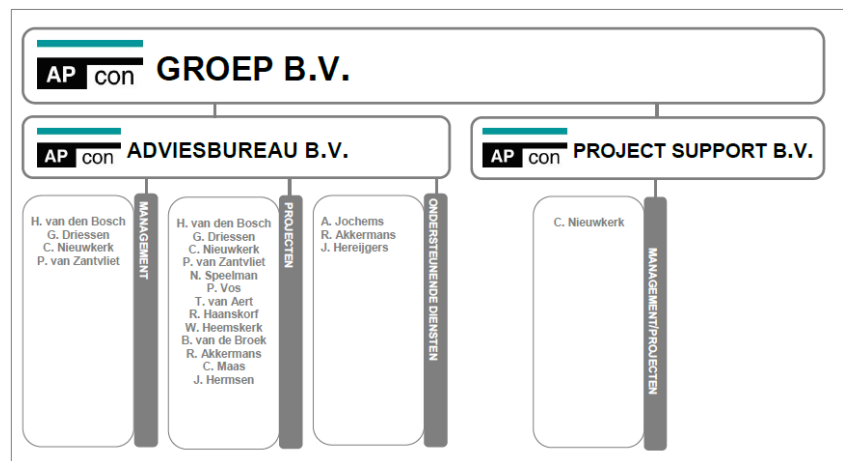 AP con GROEP B.V.
AP con ADVIESBUREAU B.V.
AP con PROJECT SUPPORT B.V.
H. van den Bosch
G. Driessen
C. Nieuwkerk
P. van Zantvliet
MANAGEMENT
H. van den Bosch
G. Driessen
C. Nieuwkerk
P. van Zantvliet
N. Speelman
P. Vos
T. van Aert
R. Haanskorf
W. Heemskerk
B. van de Broek
R. Akkermans
C. Maas
J. Hermsen
PROJECTEN
A. Jochems
R. Akkermans
J. Hereijgers
ONDERSTEUNENDE DIENSTEN
C. Nieuwkerk
MANAGEMENT/PROJECTEN